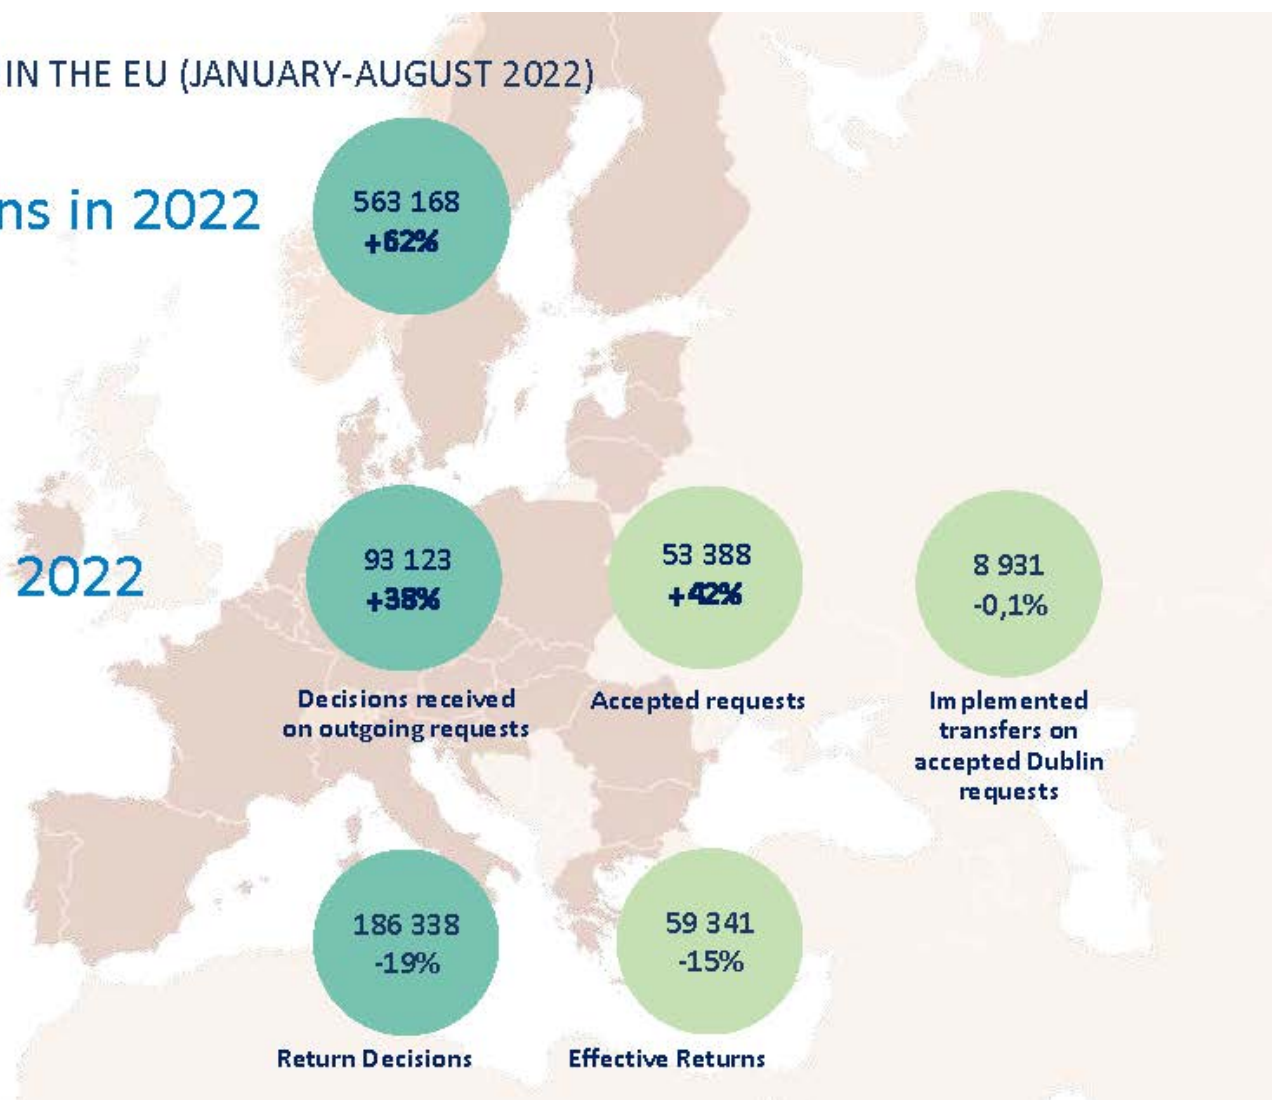 IN THE EU (JANUARY-AUGUST 2022)
ns in 2022
563 168
+62%
2022
93 123
+38%
53 388
+42%
8 931
-0,1%
Decisions received
on outgoing requests
Accepted requests
Implemented
transfers on
accepted Dublin
requests
186 338
-19%
59 341
-15%
Return Decisions
Effective Returns